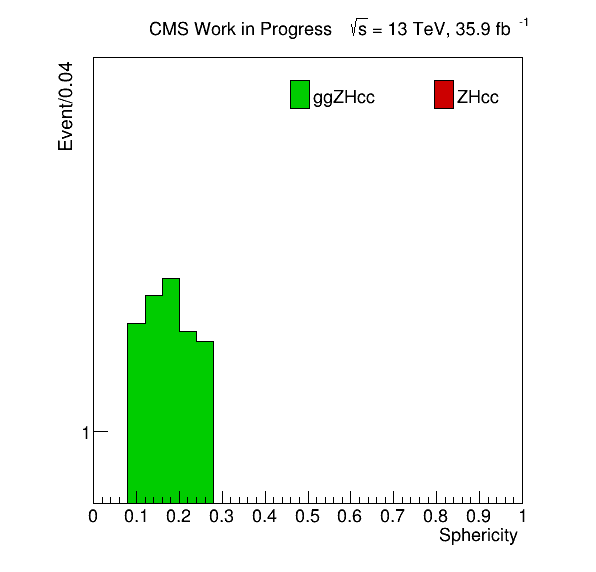 CMS Work in Progress √s = 13 TeV, 35.9 fb -1
Event/0.04
ggZHcc ZHcc
1
0 0.1 0.2 0.3 0.4 0.5 0.6 0.7 0.8 0.9 1
Sphericity